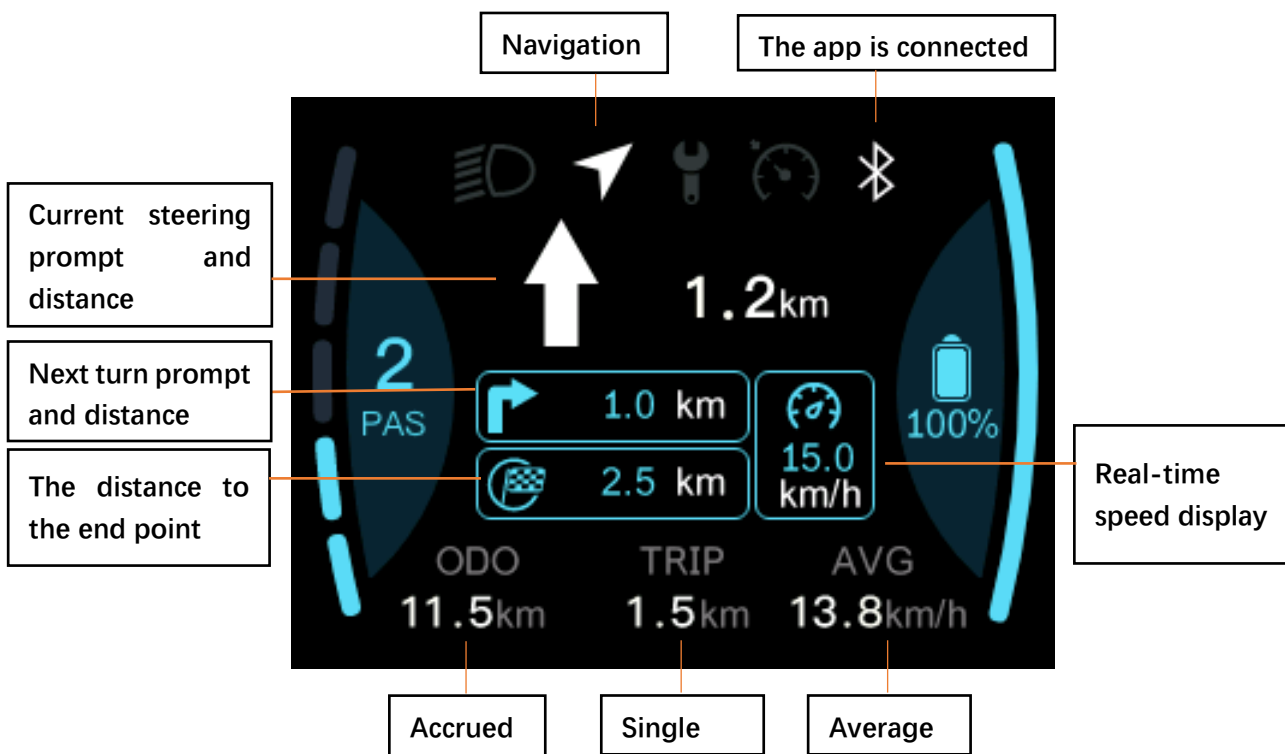 Navigation
The app is connected
Current steering
prompt and
distance
1.2km
Next turn prompt
and distance
2
PAS
1.0 km
100%
15.0
km/h
The distance to
the end point
2.5 km
Real-time
speed display
ODO
TRIP
AVG
11.5km
1.5km
13.8km/h
Accrued
Single
Average